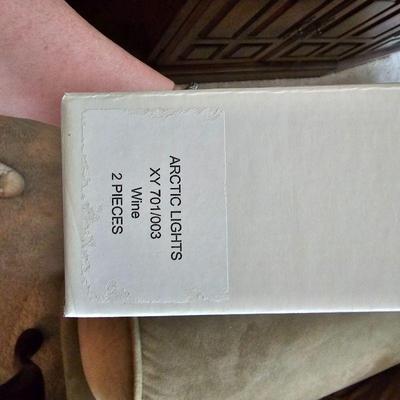 ARCTIC LIGHTS
XY 701/003
Wine
2 PIECES